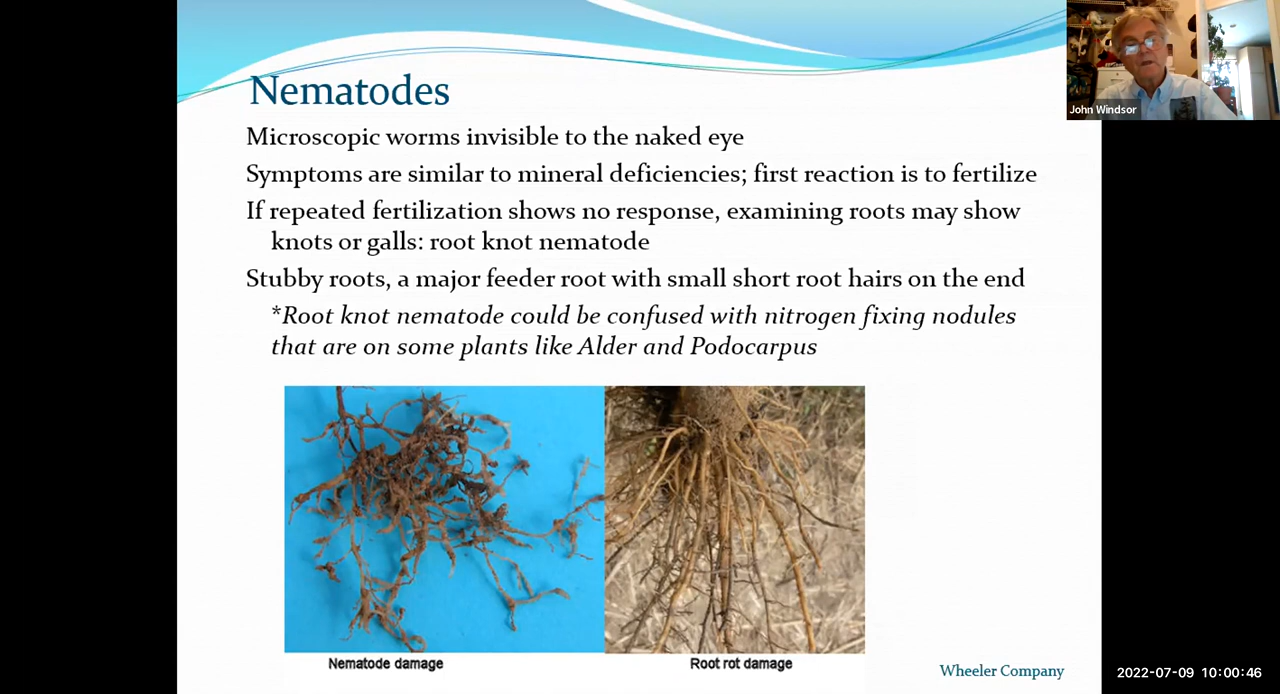 Nematodes
Microscopic worms invisible to the naked eye
Symptoms are similar to mineral deficiencies; first reaction is to fertilize
If repeated fertilization shows no response, examining roots may show
knots or galls: root knot nematode
Stubby roots, a major feeder root with small short root hairs on the end
*Root knot nematode could be confused with nitrogen fixing nodules
that are on some plants like Alder and Podocarpus
Nematode damage
Root rot damage
Wheeler Company
John Windsor
2022-07-09 10:00:46